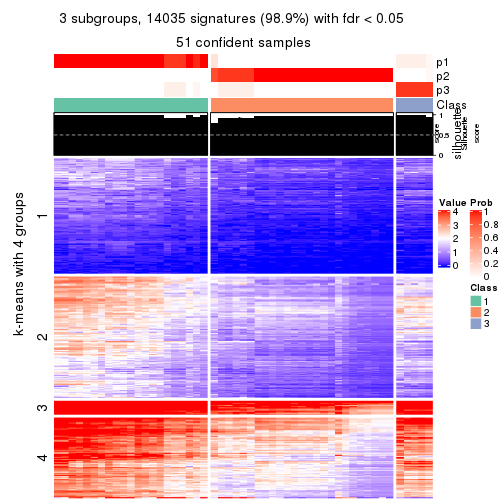 3 subgroups, 14035 signatures (98.9%) with fdr < 0.05
51 confident samples
p1
p2
p3
Class
1
0.5
0
silhouette
score
Silhouette
score
k-means with 4 groups
1
2
3
4
Value
4
3
2
1
0
Prob
1
0.8
0.6
0.4
0.2
0
Class
1
2
3